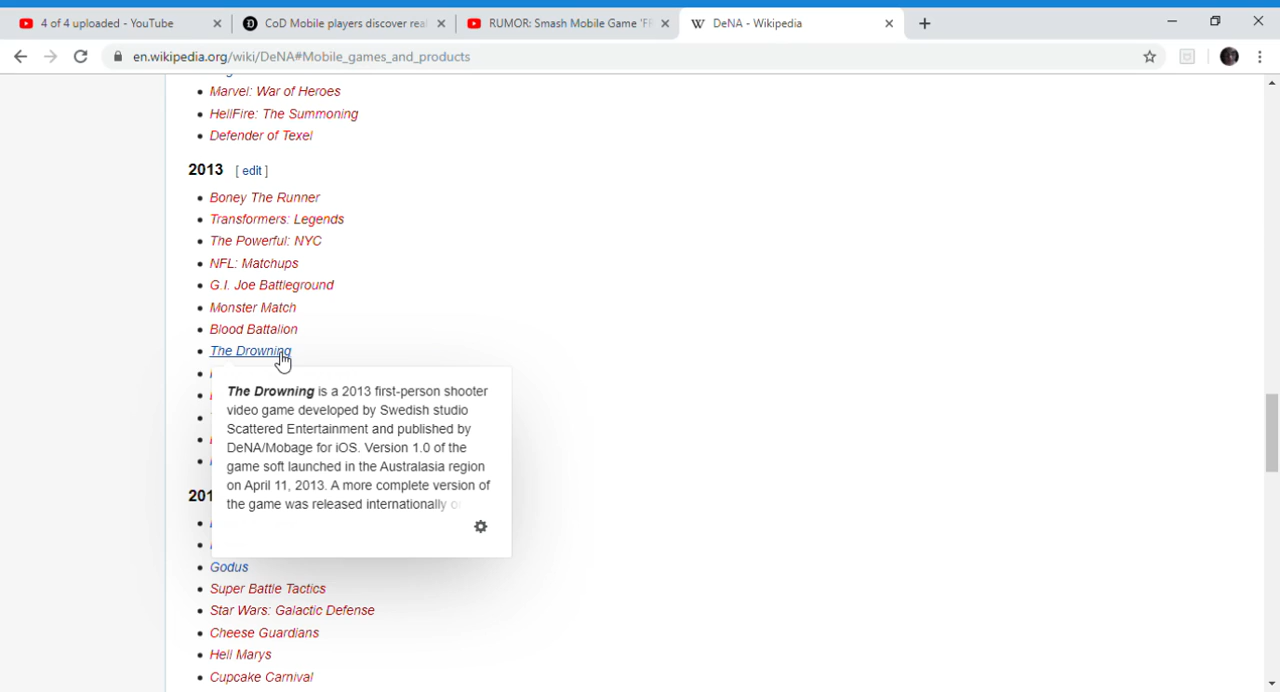 4 of 4 uploaded - YouTube
CoD Mobile players discover real
RUMOR: Smash Mobile Game 'F
DeNA - Wikipedia
en.wikipedia.org/wiki/DeNA#Mobile_games_and_products
Marvel: War of Heroes
HellFire: The Summoning
Defender of Texel
2013 [ edit ]
Boney The Runner
Transformers: Legends
The Powerful: NYC
NFL: Matchups
G.I. Joe Battleground
Monster Match
Blood Battalion
The Drowning
The Drowning is a 2013 first-person shooter
video game developed by Swedish studio
Scattered Entertainment and published by
DeNA/Mobage for iOS. Version 1.0 of the
game soft launched in the Australasia region
on April 11, 2013. A more complete version of
the game was released internationally o
201
Godus
Super Battle Tactics
Star Wars: Galactic Defense
Cheese Guardians
Hell Marys
Cupcake Carnival